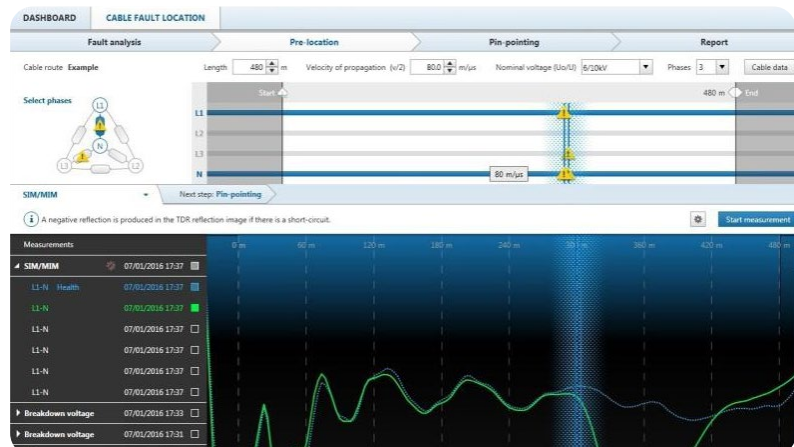 DASHBOARD CABLE FAULT LOCATION
Fault analysis Pre-location Pin-pointing Report
Cable route Example Length 480 m Velocity of propagation (v/2) 80.0 m/µs Nominal voltage (Uo/U) 6/10kV Phases 3 Cable data
Start 480 m End
Select phases
L1
L1
L2
N
L3
L3 L2
N
80 m/µs
SIM/MIM Next step: Pin-pointing
i A negative reflection is produced in the TDR reflection image if there is a short-circuit. Start measurement
Measurements 0 m 60 m 120 m 180 m 240 m 300 m 360 m 420 m 480 m
SIM/MIM 07/01/2016 17:37
L1-N Health 07/01/2016 17:37
L1-N 07/01/2016 17:37
L1-N 07/01/2016 17:37
L1-N 07/01/2016 17:37
L1-N 07/01/2016 17:37
L1-N 07/01/2016 17:37
Breakdown voltage 07/01/2016 17:33
Breakdown voltage 07/01/2016 17:31